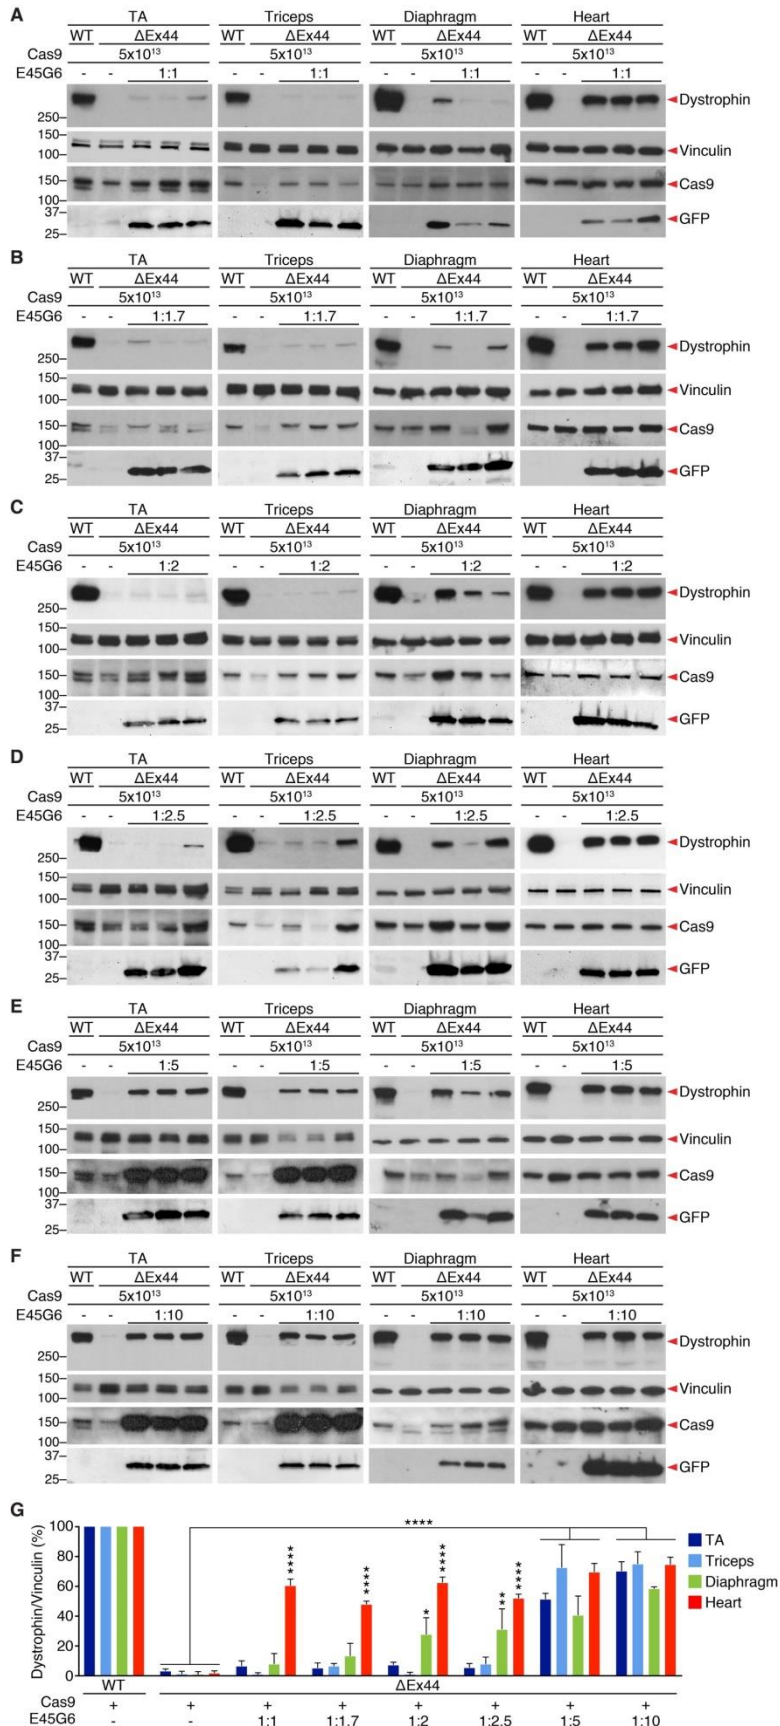 A
TA Triceps Diaphragm Heart
WT ΔEx44 WT ΔEx44 WT ΔEx44 WT ΔEx44
Cas9 5x10¹³ 5x10¹³ 5x10¹³ 5x10¹³
E45G6 - - 1:1 - - 1:1 - - 1:1 - - 1:1
250 Dystrophin
150
100 Vinculin
150
100 Cas9
37
25 GFP
B
TA Triceps Diaphragm Heart
WT ΔEx44 WT ΔEx44 WT ΔEx44 WT ΔEx44
Cas9 5x10¹³ 5x10¹³ 5x10¹³ 5x10¹³
E45G6 - - 1:1.7 - - 1:1.7 - - 1:1.7 - - 1:1.7
250 Dystrophin
150
100 Vinculin
150
100 Cas9
37
25 GFP
C
TA Triceps Diaphragm Heart
WT ΔEx44 WT ΔEx44 WT ΔEx44 WT ΔEx44
Cas9 5x10¹³ 5x10¹³ 5x10¹³ 5x10¹³
E45G6 - - 1:2 - - 1:2 - - 1:2 - - 1:2
250 Dystrophin
150
100 Vinculin
150
100 Cas9
37
25 GFP
D
TA Triceps Diaphragm Heart
WT ΔEx44 WT ΔEx44 WT ΔEx44 WT ΔEx44
Cas9 5x10¹³ 5x10¹³ 5x10¹³ 5x10¹³
E45G6 - - 1:2.5 - - 1:2.5 - - 1:2.5 - - 1:2.5
250 Dystrophin
150
100 Vinculin
150
100 Cas9
37
25 GFP
E
TA Triceps Diaphragm Heart
WT ΔEx44 WT ΔEx44 WT ΔEx44 WT ΔEx44
Cas9 5x10¹³ 5x10¹³ 5x10¹³ 5x10¹³
E45G6 - - 1:5 - - 1:5 - - 1:5 - - 1:5
250 Dystrophin
150
100 Vinculin
150
100 Cas9
37
25 GFP
F
TA Triceps Diaphragm Heart
WT ΔEx44 WT ΔEx44 WT ΔEx44 WT ΔEx44
Cas9 5x10¹³ 5x10¹³ 5x10¹³ 5x10¹³
E45G6 - - 1:10 - - 1:10 - - 1:10 - - 1:10
250 Dystrophin
150
100 Vinculin
150
100 Cas9
37
25 GFP
G
Dystrophin/Vinculin (%)
100
80
60
40
20
0
****
**** **** * **** ** ****
TA
Triceps
Diaphragm
Heart
WT ΔEx44
Cas9 + + + + + + + +
E45G6 - - 1:1 1:1.7 1:2 1:2.5 1:5 1:10